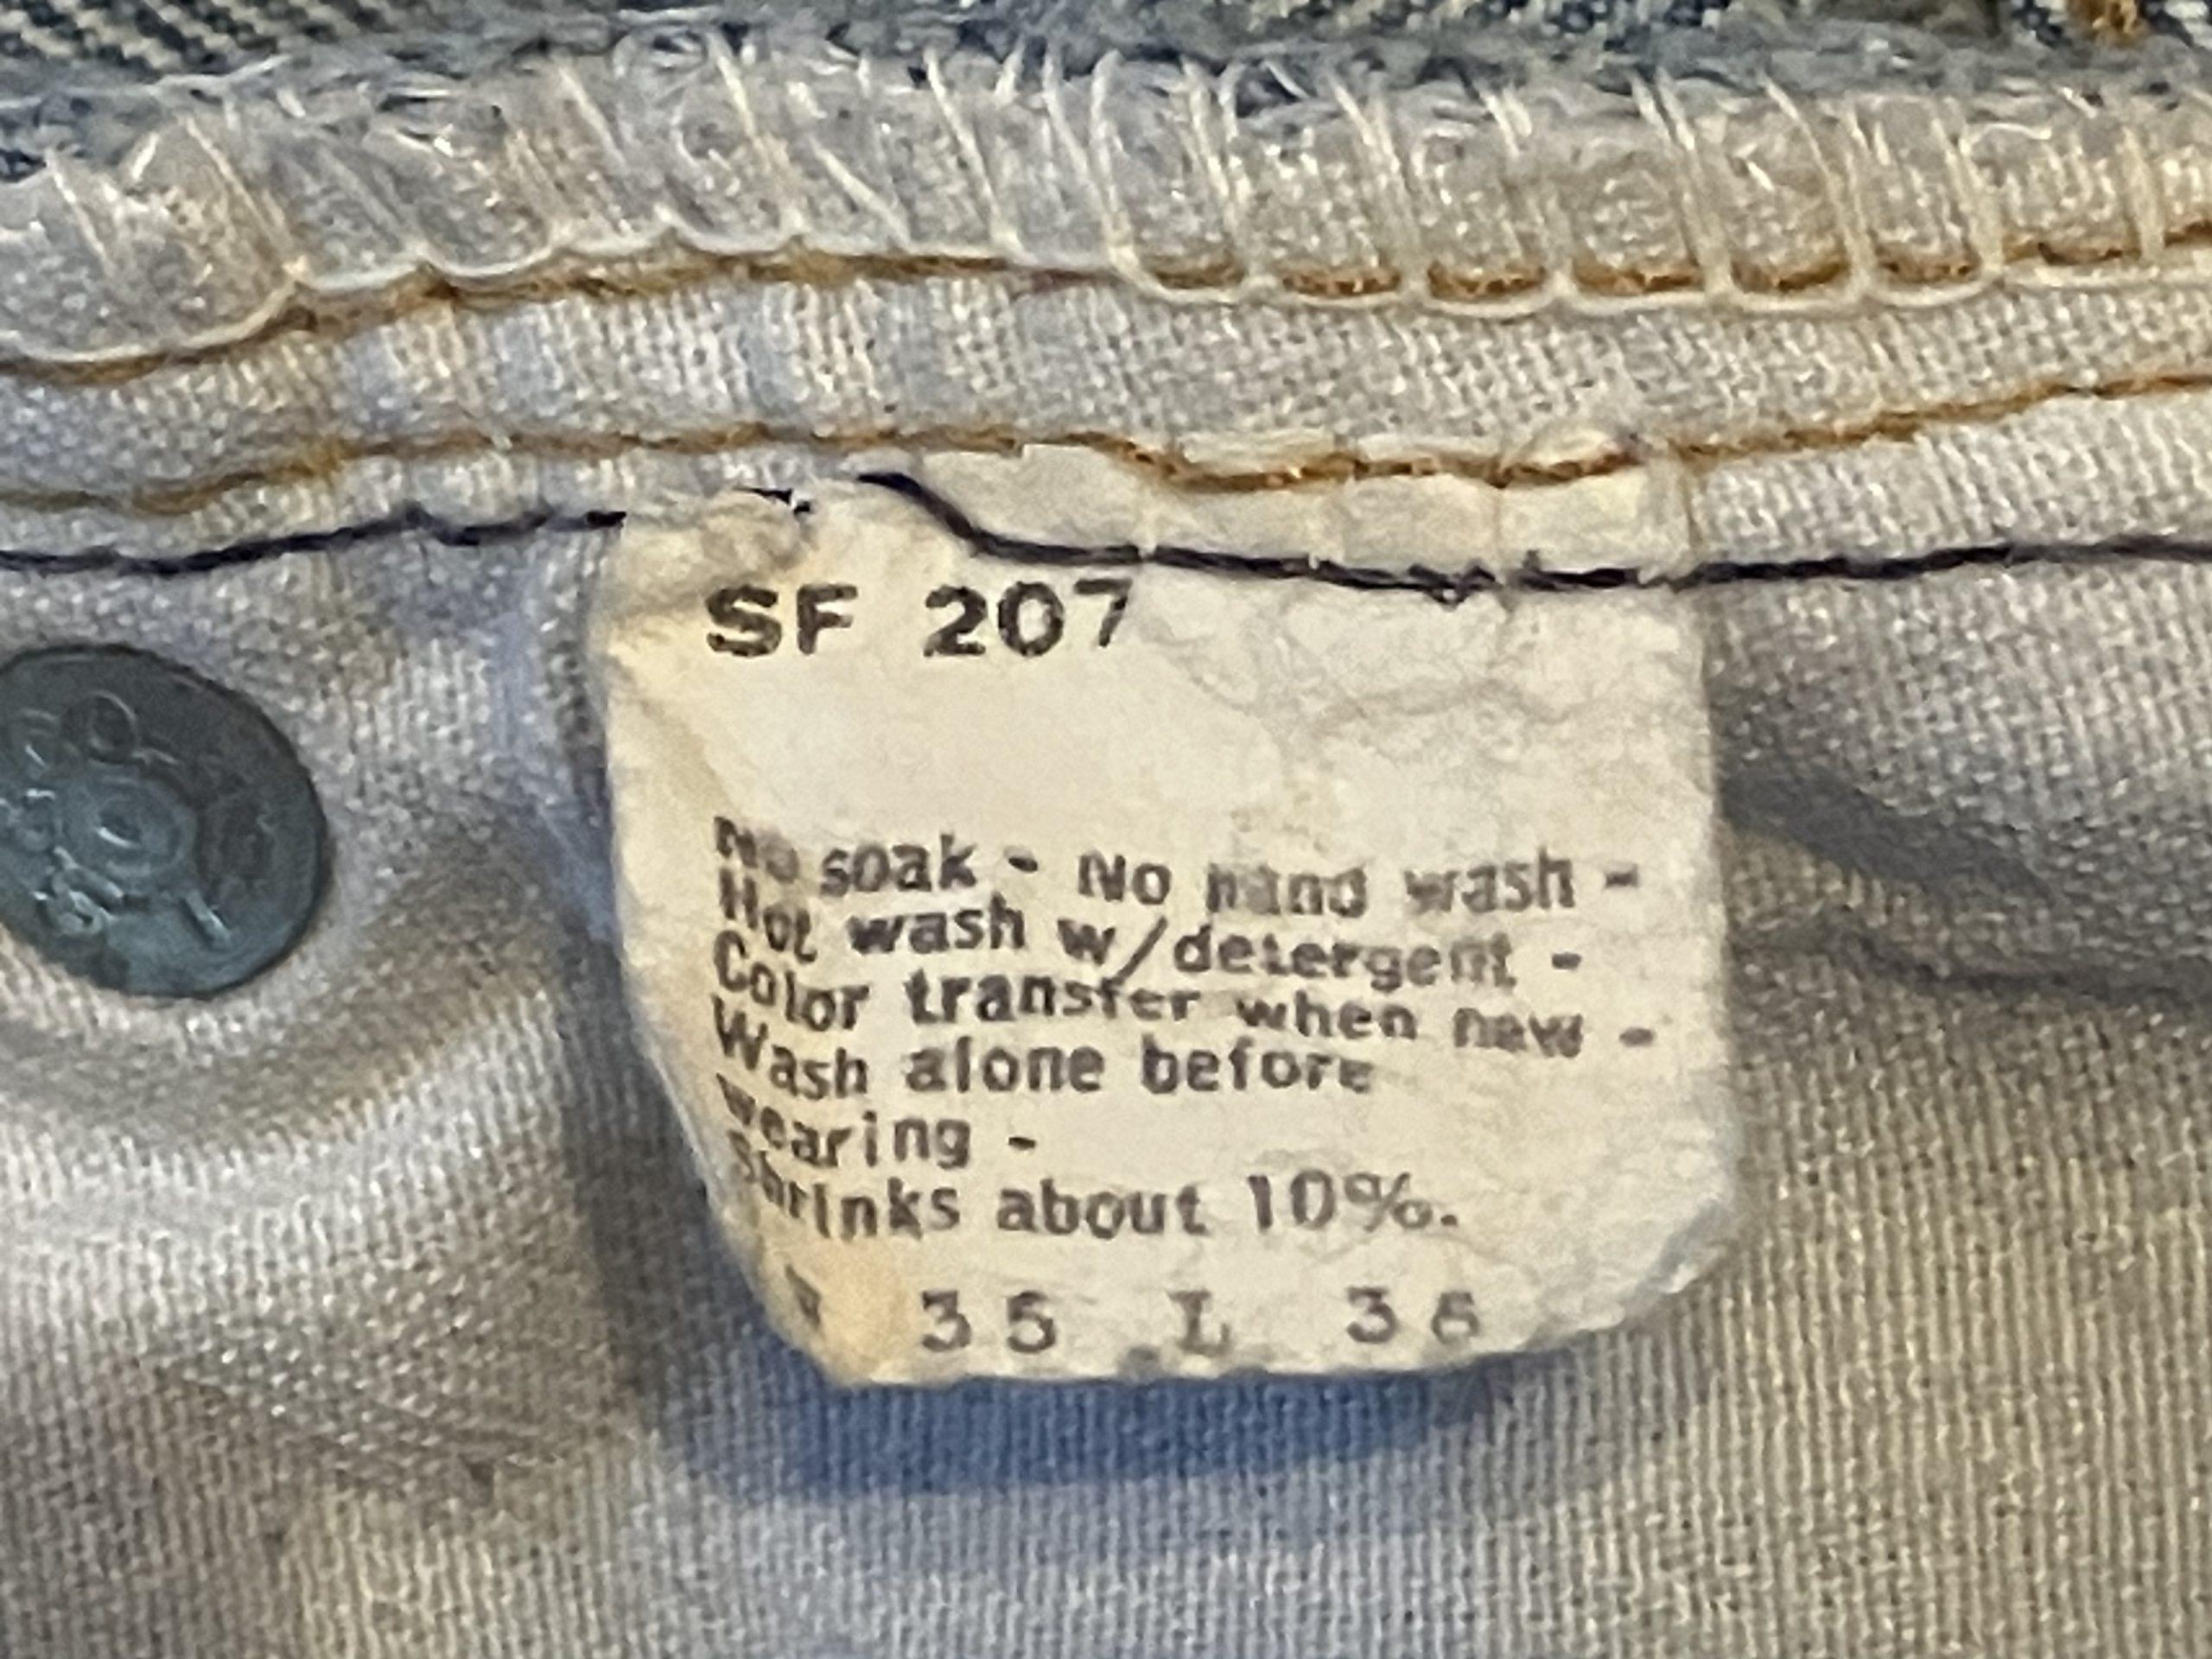 SF 207
No soak - No hand wash -
Hot wash w/detergent -
Color transfer when new -
Wash alone before
wearing -
Shrinks about 10%.
35 L 36